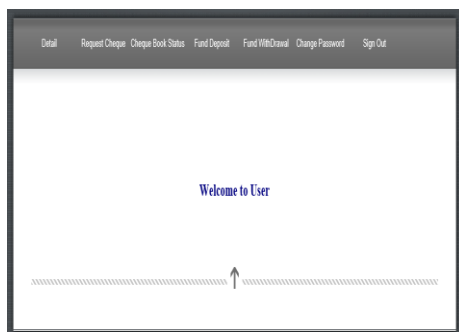 Detail Request Cheque Cheque Book Status Fund Deposit Fund WithDrawal Change Password Sign Out
Welcome to User